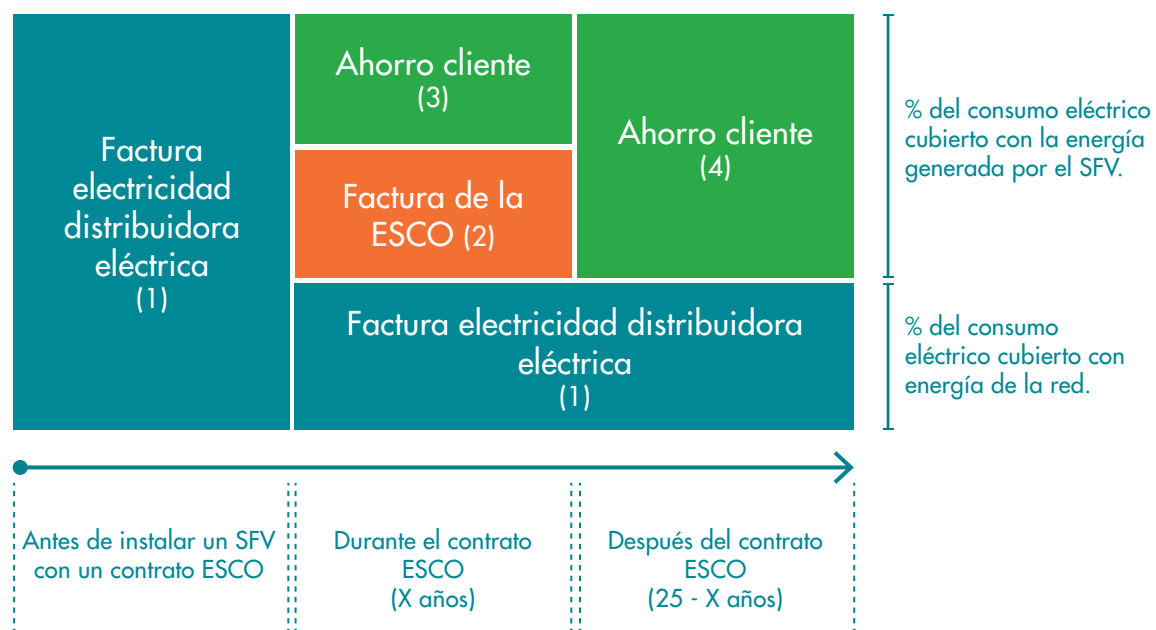 Factura
electricidad
distribuidora
eléctrica
(1)
Ahorro cliente
(3)
Factura de la
ESCO (2)
Ahorro cliente
(4)
Factura electricidad distribuidora
eléctrica
(1)
% del consumo eléctrico
cubierto con la energía
generada por el SFV.
% del consumo
eléctrico cubierto con
energía de la red.
Antes de instalar un SFV
con un contrato ESCO
Durante el contrato
ESCO
(X años)
Después del contrato
ESCO
(25 - X años)